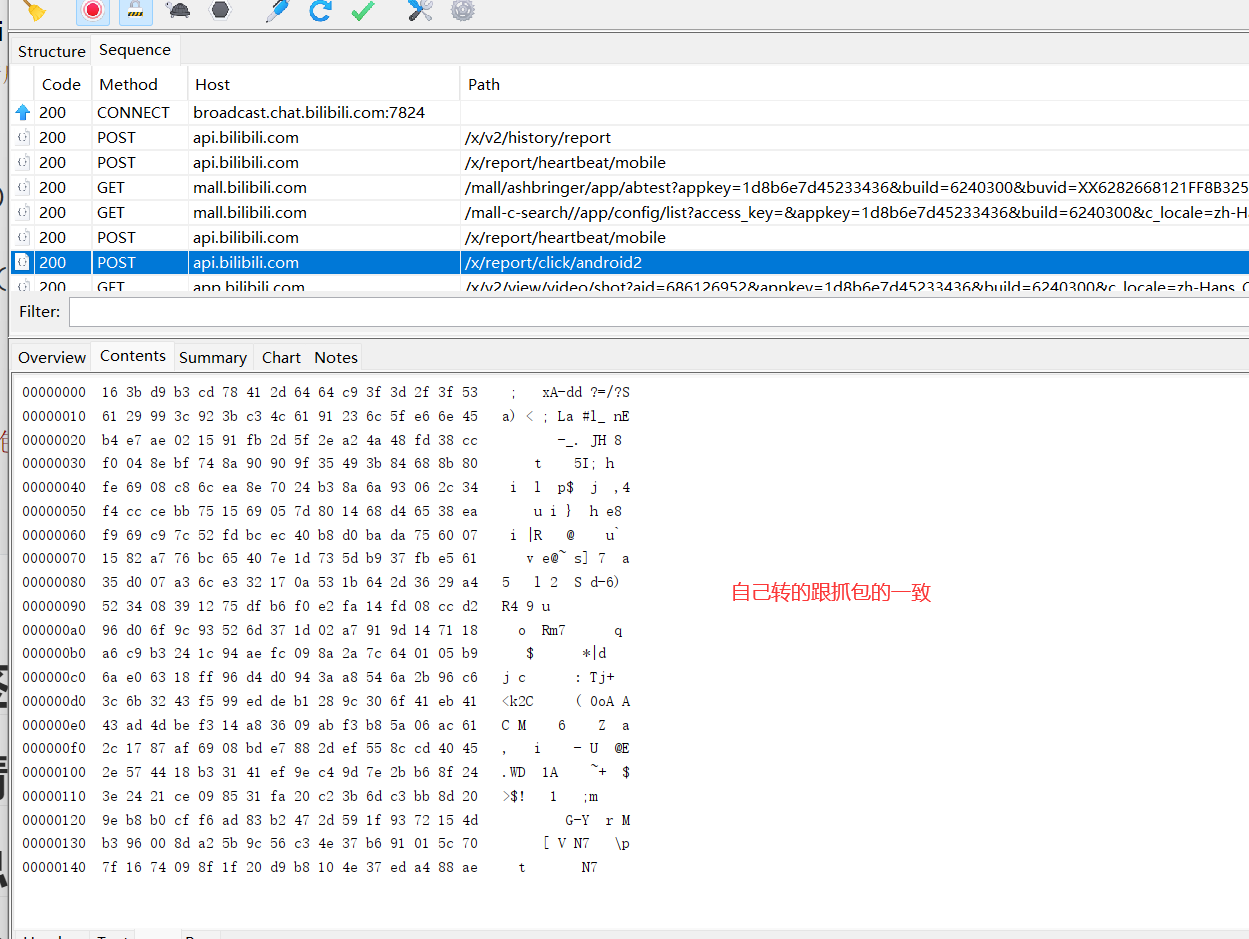 Structure Sequence
Code Method Host Path
200 CONNECT broadcast.chat.bilibili.com:7824
200 POST api.bilibili.com /x/v2/history/report
200 POST api.bilibili.com /x/report/heartbeat/mobile
200 GET mall.bilibili.com /mall/ashbringer/app/abtest?appkey=1d8b6e7d45233436&build=6240300&buvid=XX6282668121FF8B325
200 GET mall.bilibili.com /mall-c-search//app/config/list?access_key=&appkey=1d8b6e7d45233436&build=6240300&c_locale=zh-H
200 POST api.bilibili.com /x/report/heartbeat/mobile
200 POST api.bilibili.com /x/report/click/android2
200 GET app.bilibili.com /x/v2/view/video/shot?aid=686126952&appkey=1d8b6e7d45233436&build=6240300&c_locale=zh-Hans_C
Filter:
Overview Contents Summary Chart Notes
00000000 16 3b d9 b3 cd 78 41 2d 64 64 c9 3f 3d 2f 3f 53 ; xA-dd ?=/?S
00000010 61 29 99 3c 92 3b c3 4c 61 91 23 6c 5f e6 6e 45 a) < ; La #l_ nE
00000020 b4 e7 ae 02 15 91 fb 2d 5f 2e a2 4a 48 fd 38 cc -_. JH 8
00000030 f0 04 8e bf 74 8a 90 90 9f 35 49 3b 84 68 8b 80 t 5I; h
00000040 fe 69 08 c8 6c ea 8e 70 24 b3 8a 6a 93 06 2c 34 i l p$ j ,4
00000050 f4 cc ce bb 75 15 69 05 7d 80 14 68 d4 65 38 ea u i } h e8
00000060 f9 69 c9 7c 52 fd bc ec 40 b8 d0 ba da 75 60 07 i |R @ u`
00000070 15 82 a7 76 bc 65 40 7e 1d 73 5d b9 37 fb e5 61 v e@~ s] 7 a
00000080 35 d0 07 a3 6c e3 32 17 0a 53 1b 64 2d 36 29 a4 5 l 2 S d-6)
00000090 52 34 08 39 12 75 df b6 f0 e2 fa 14 fd 08 cc d2 R4 9 u
000000a0 96 d0 6f 9c 93 52 6d 37 1d 02 a7 91 9d 14 71 18 o Rm7 q
000000b0 a6 c9 b3 24 1c 94 ae fc 09 8a 2a 7c 64 01 05 b9 $ *|d
000000c0 6a e0 63 18 ff 96 d4 d0 94 3a a8 54 6a 2b 96 c6 j c : Tj+
000000d0 3c 6b 32 43 f5 99 ed de b1 28 9c 30 6f 41 eb 41 <k2C ( 0oA A
000000e0 43 ad 4d be f3 14 a8 36 09 ab f3 b8 5a 06 ac 61 C M 6 Z a
000000f0 2c 17 87 af 69 08 bd e7 88 2d ef 55 8c cd 40 45 , i - U @E
00000100 2e 57 44 18 b3 31 41 ef 9e c4 9d 7e 2b b6 8f 24 .WD 1A ~+ $
00000110 3e 24 21 ce 09 85 31 fa 20 c2 3b 6d c3 bb 8d 20 >$! 1 ;m
00000120 9e b8 b0 cf f6 ad 83 b2 47 2d 59 1f 93 72 15 4d G-Y r M
00000130 b3 96 00 8d a2 5b 9c 56 c3 4e 37 b6 91 01 5c 70 [ V N7 \p
00000140 7f 16 74 09 8f 1f 20 d9 b8 10 4e 37 ed a4 88 ae t N7
自己转的跟抓包的一致